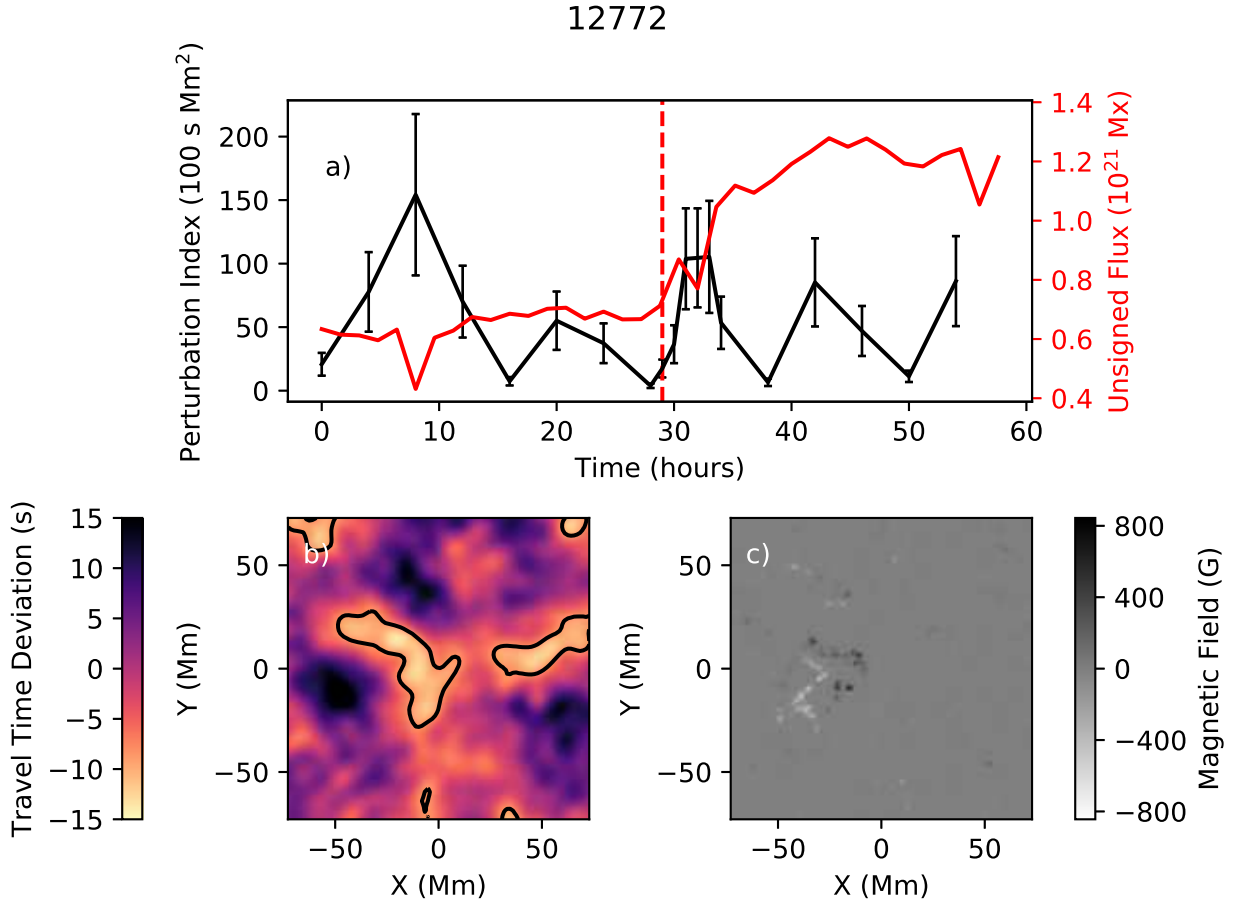 12772
Perturbation Index (100 s Mm²)
200
150
100
50
0
a)
1.4
1.2
1.0
0.8
0.6
0.4
Unsigned Flux (10²¹ Mx)
0 10 20 30 40 50 60
Time (hours)
Travel Time Deviation (s)
15
10
5
0
−5
−10
−15
b)
Y (Mm)
50
0
−50
−50 0 50
X (Mm)
c)
Y (Mm)
50
0
−50
−50 0 50
X (Mm)
800
400
0
−400
−800
Magnetic Field (G)